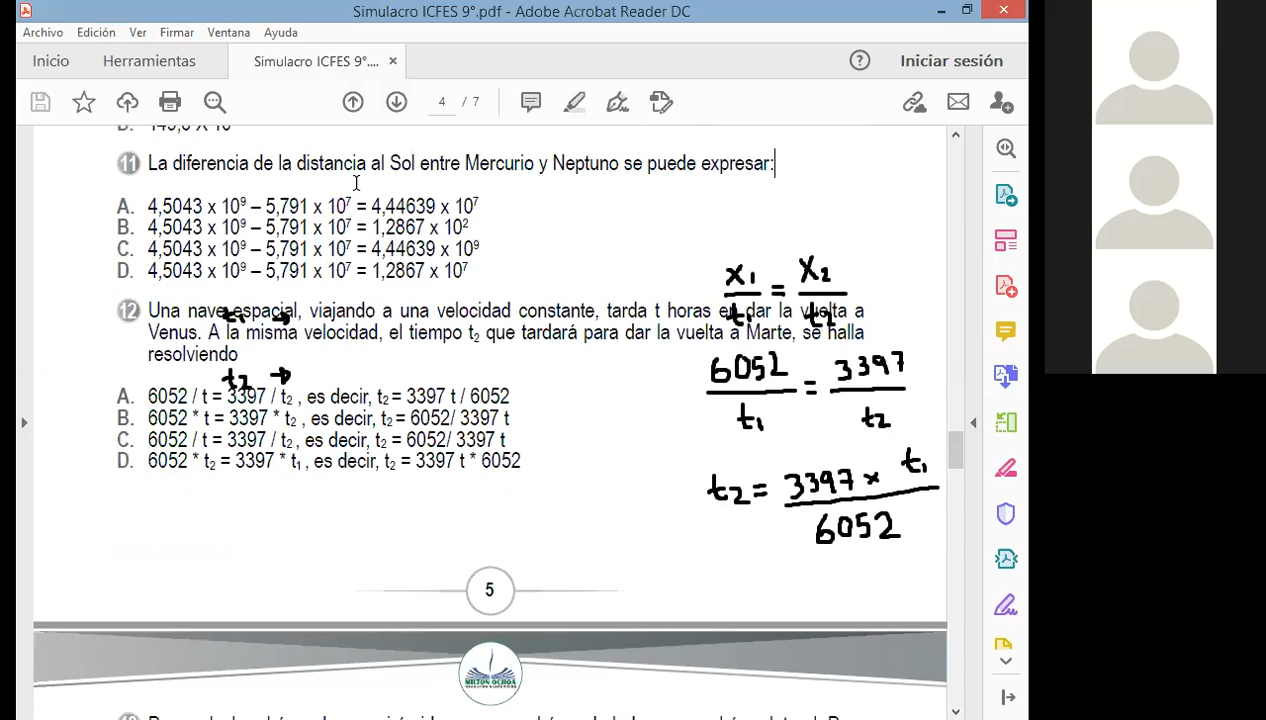 Simulacro ICFES 9°.pdf - Adobe Acrobat Reader DC
Archivo Edición Ver Firmar Ventana Ayuda
Inicio Herramientas Simulacro ICFES 9°.... × Iniciar sesión
4 / 7
11 La diferencia de la distancia al Sol entre Mercurio y Neptuno se puede expresar:
A. 4,5043 x 10⁹ – 5,791 x 10⁷ = 4,44639 x 10⁷
B. 4,5043 x 10⁹ – 5,791 x 10⁷ = 1,2867 x 10²
C. 4,5043 x 10⁹ – 5,791 x 10⁷ = 4,44639 x 10⁹
D. 4,5043 x 10⁹ – 5,791 x 10⁷ = 1,2867 x 10⁷
12 Una nave espacial, viajando a una velocidad constante, tarda t horas en dar la vuelta a
Venus. A la misma velocidad, el tiempo t₂ que tardará para dar la vuelta a Marte, se halla
resolviendo
A. 6052 / t = 3397 / t₂ , es decir, t₂ = 3397 t / 6052
B. 6052 * t = 3397 * t₂ , es decir, t₂ = 6052/ 3397 t
C. 6052 / t = 3397 / t₂, es decir, t₂ = 6052/ 3397 t
D. 6052 * t₂ = 3397 * t₁ , es decir, t₂ = 3397 t * 6052
t₁ →
t₂ →
x₁ / t₁ = x₂ / t₂
6052 / t₁ = 3397 / t₂
t₂ = 3397 × t₁ / 6052
5
MILTON OCHOA